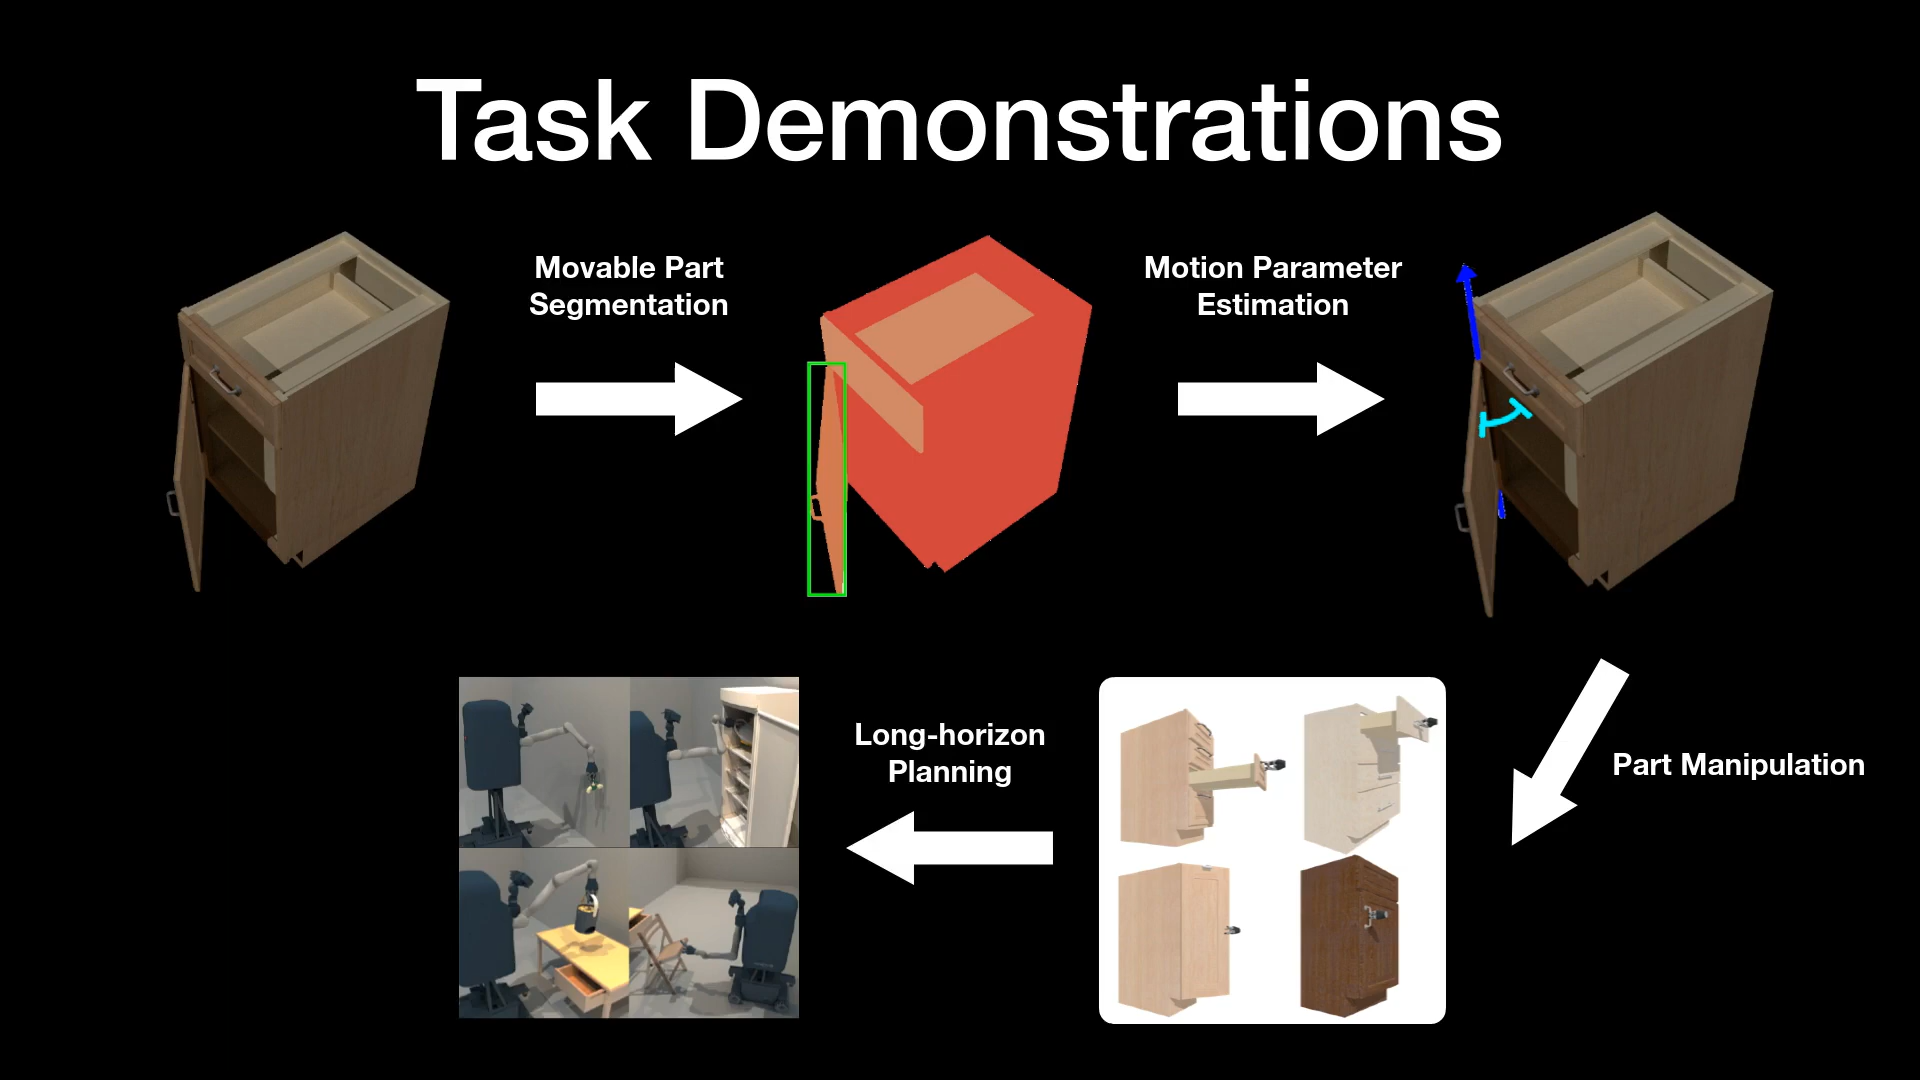 Task Demonstrations
Movable Part
Segmentation
Motion Parameter
Estimation
Part Manipulation
Long-horizon
Planning